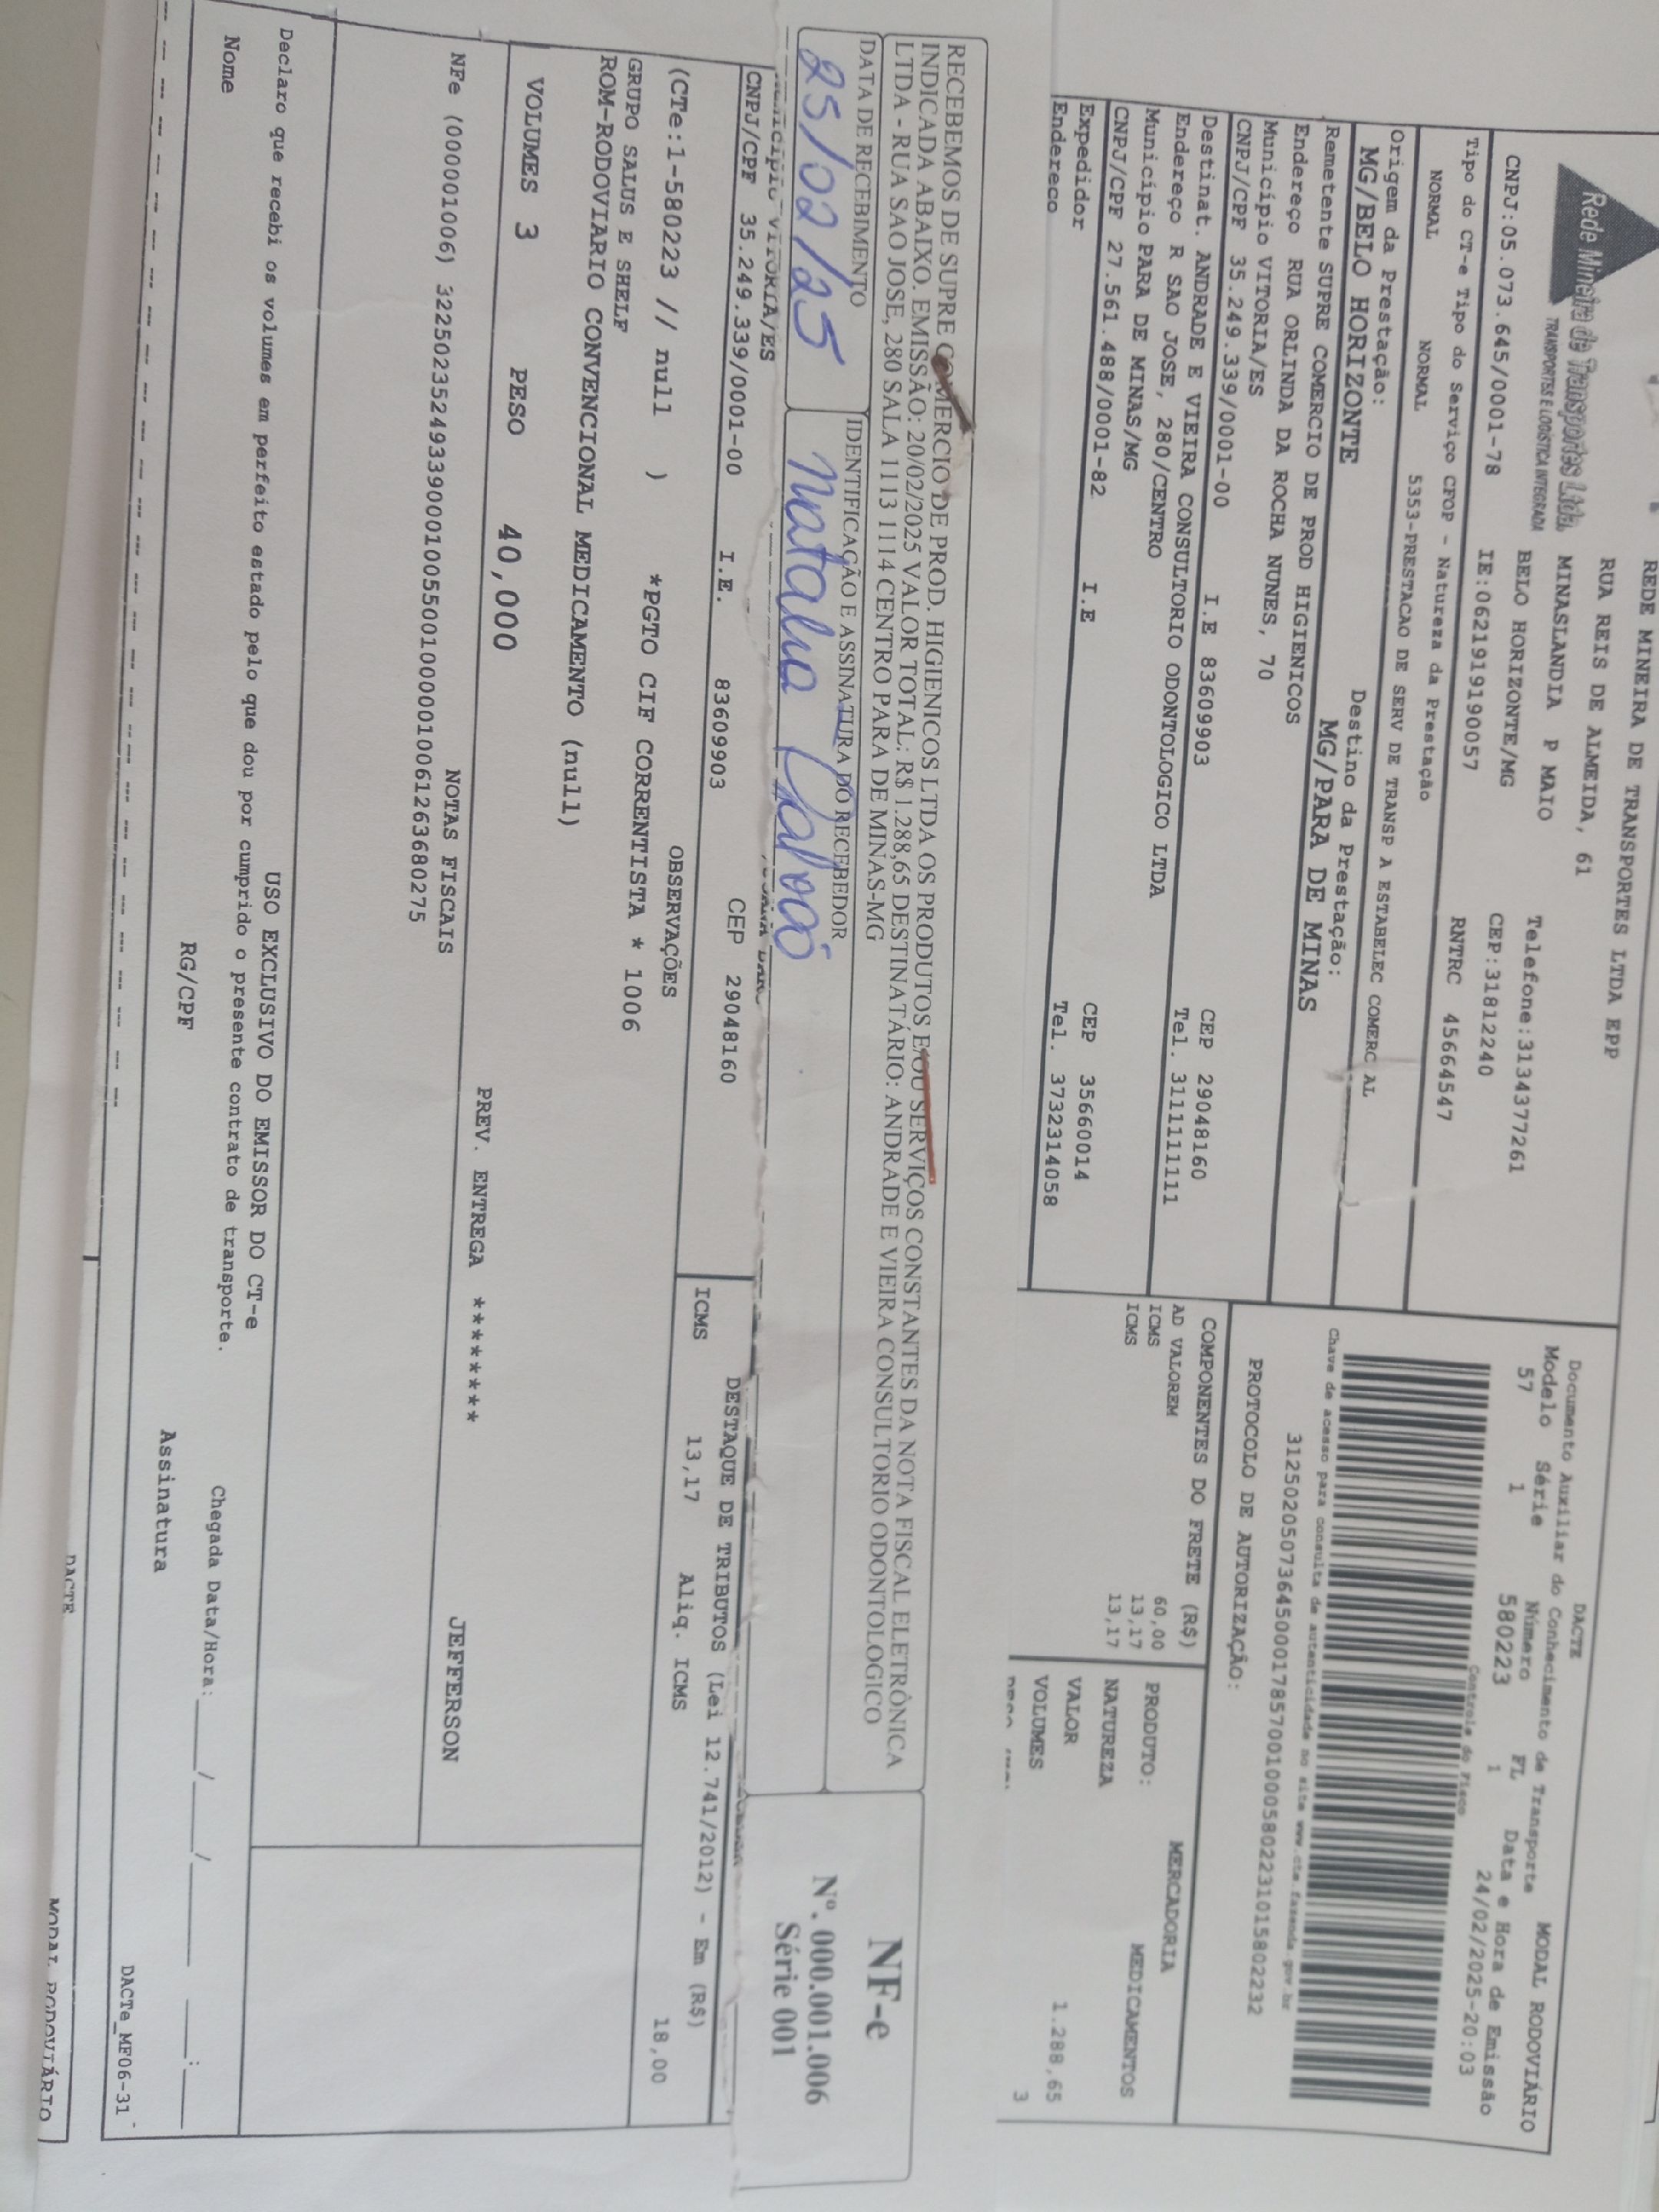 Rede Mineira de Transportes Ltda.
TRANSPORTES E LOGÍSTICA INTEGRADA
REDE MINEIRA DE TRANSPORTES LTDA EPP
RUA REIS DE ALMEIDA, 61
MINASLANDIA P MAIO Telefone:3134377261
BELO HORIZONTE/MG CEP:31812240
CNPJ:05.073.645/0001-78 IE:0621919190057 RNTRC 45664547
Tipo do CT-e Tipo do Serviço CFOP - Natureza da Prestação
NORMAL NORMAL 5353-PRESTACAO DE SERV DE TRANSP A ESTABELEC COMERC AL
Origem da Prestação: Destino da Prestação:
MG/BELO HORIZONTE MG/PARA DE MINAS
Remetente SUPRE COMERCIO DE PROD HIGIENICOS
Endereço RUA ORLINDA DA ROCHA NUNES, 70
Município VITORIA/ES CEP 29048160
CNPJ/CPF 35.249.339/0001-00 I.E 83609903 Tel. 3111111111
Destinat. ANDRADE E VIEIRA CONSULTORIO ODONTOLOGICO LTDA
Endereço R SAO JOSE, 280/CENTRO
Município PARA DE MINAS/MG CEP 35660014
CNPJ/CPF 27.561.488/0001-82 I.E Tel. 3732314058
Expedidor
Endereco
DACTE
Documento Auxiliar do Conhecimento de Transporte MODAL RODOVIÁRIO
Modelo Série Número FL Data e Hora de Emissão
57 1 580223 1 24/02/2025-20:03
Controle do Fisco
Chave de acesso para consulta de autenticidade no site www.cte.fazenda.gov.br
31250205073645000178570010005802231015802232
PROTOCOLO DE AUTORIZAÇÃO:
COMPONENTES DO FRETE (R$)
AD VALOREM 60,00
ICMS 13,17
ICMS 13,17
MERCADORIA
PRODUTO: MEDICAMENTOS
NATUREZA
VALOR 1.288,65
VOLUMES 3
RECEBEMOS DE SUPRE COMERCIO DE PROD. HIGIENICOS LTDA OS PRODUTOS E/OU SERVIÇOS CONSTANTES DA NOTA FISCAL ELETRÔNICA
INDICADA ABAIXO. EMISSÃO: 20/02/2025 VALOR TOTAL: R$ 1.288,65 DESTINATÁRIO: ANDRADE E VIEIRA CONSULTORIO ODONTOLOGICO
LTDA - RUA SAO JOSE, 280 SALA 1113 1114 CENTRO PARA DE MINAS-MG
DATA DE RECEBIMENTO IDENTIFICAÇÃO E ASSINATURA DO RECEBEDOR
25/02/25 Natalia
NF-e
Nº. 000.001.006
Série 001
Município VITORIA/ES
CNPJ/CPF 35.249.339/0001-00 I.E. 83609903 CEP 29048160
OBSERVAÇÕES
(CTe:1-580223 // null ) *PGTO CIF CORRENTISTA * 1006
GRUPO SALUS E SHELF
ROM-RODOVIARIO CONVENCIONAL MEDICAMENTO (null)
DESTAQUE DE TRIBUTOS (Lei 12.741/2012) - Em (R$)
ICMS 13,17 Aliq. ICMS 18,00
VOLUMES 3 PESO 40,000 PREV. ENTREGA ******** JEFFERSON
NOTAS FISCAIS
NFe (000001006) 32250235249339000100550010000010061263680275
USO EXCLUSIVO DO EMISSOR DO CT-e
Declaro que recebi os volumes em perfeito estado pelo que dou por cumprido o presente contrato de transporte.
Nome RG/CPF Assinatura Chegada Data/Hora:____/____/______ ___:___
DACTe_MF06-31
DACTE
MODAL RODOVIÁRIO